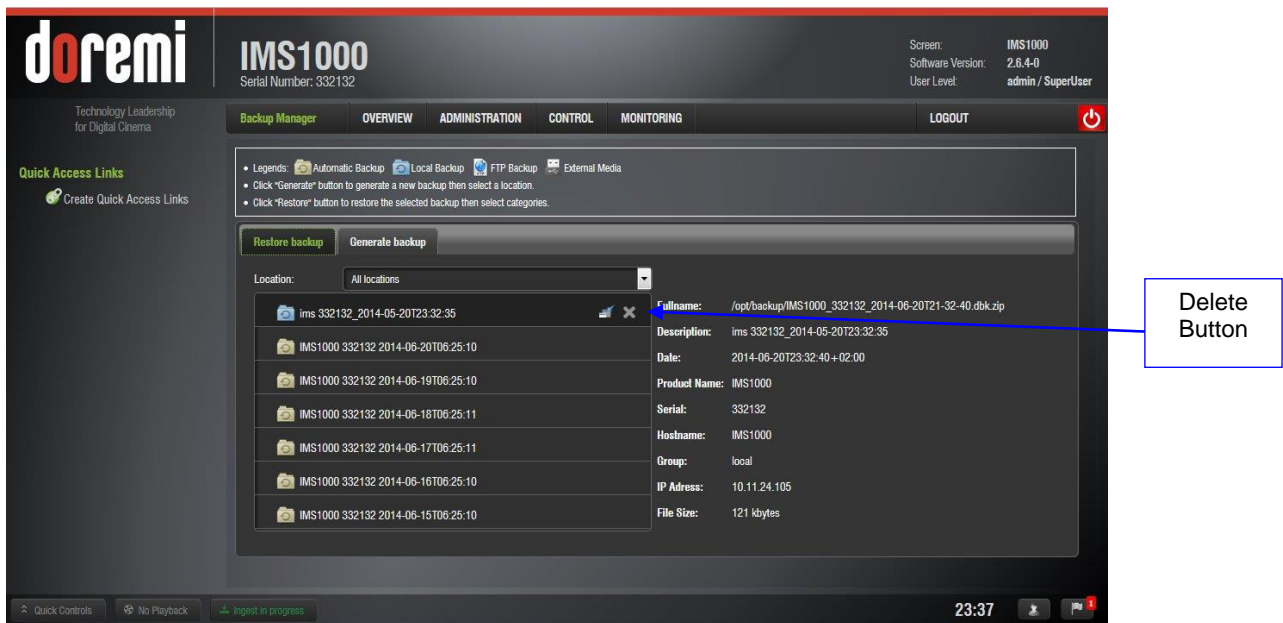 doremi
Technology Leadership
for Digital Cinema
IMS1000
Serial Number: 332132
Screen: IMS1000
Software Version: 2.6.4-0
User Level: admin / SuperUser
Backup Manager OVERVIEW ADMINISTRATION CONTROL MONITORING LOGOUT
Quick Access Links
Create Quick Access Links
• Legends: Automatic Backup Local Backup FTP Backup External Media
• Click "Generate" button to generate a new backup then select a location.
• Click "Restore" button to restore the selected backup then select categories.
Restore backup Generate backup
Location: All locations
ims 332132_2014-05-20T23:32:35
IMS1000 332132 2014-06-20T06:25:10
IMS1000 332132 2014-06-19T06:25:10
IMS1000 332132 2014-06-18T06:25:11
IMS1000 332132 2014-06-17T06:25:11
IMS1000 332132 2014-06-16T06:25:10
IMS1000 332132 2014-06-15T06:25:10
Fullname: /opt/backup/IMS1000_332132_2014-06-20T21-32-40.dbk.zip
Description: ims 332132_2014-05-20T23:32:35
Date: 2014-06-20T23:32:40+02:00
Product Name: IMS1000
Serial: 332132
Hostname: IMS1000
Group: local
IP Adress: 10.11.24.105
File Size: 121 kbytes
Delete
Button
Quick Controls No Playback Ingest in progress 23:37 1